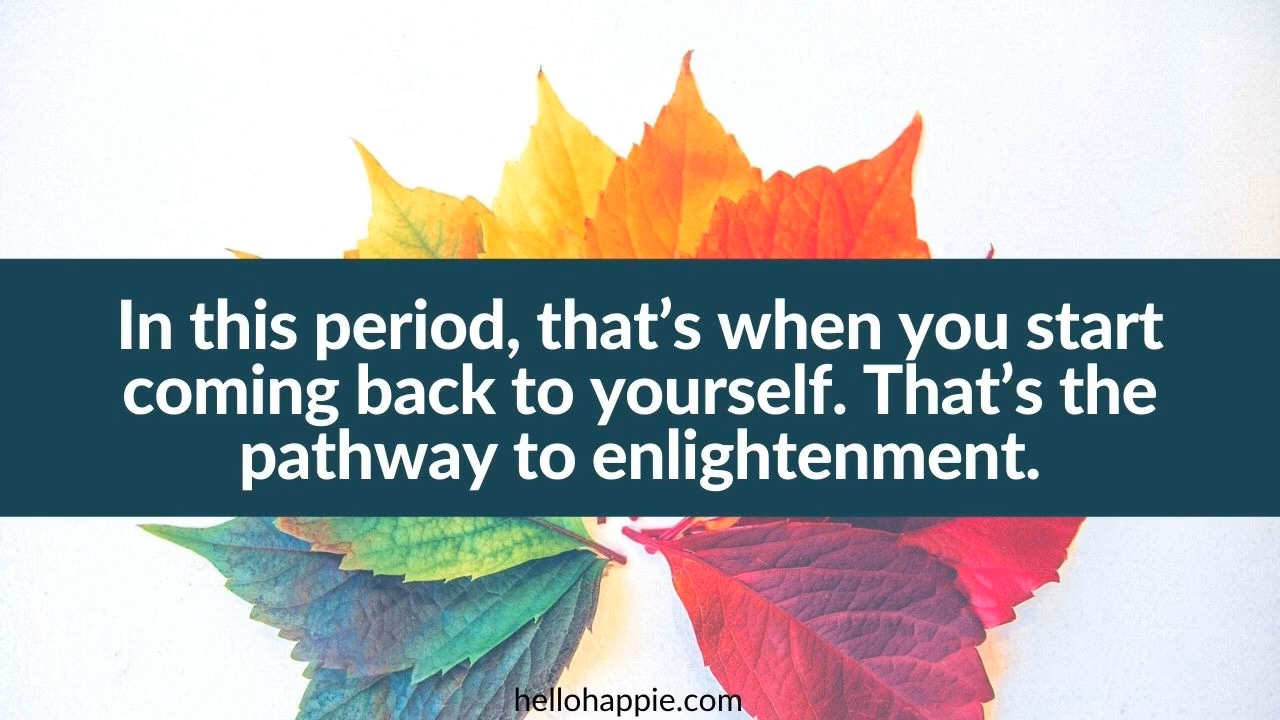 In this period, that’s when you start
coming back to yourself. That’s the
pathway to enlightenment.
hellohappie.com